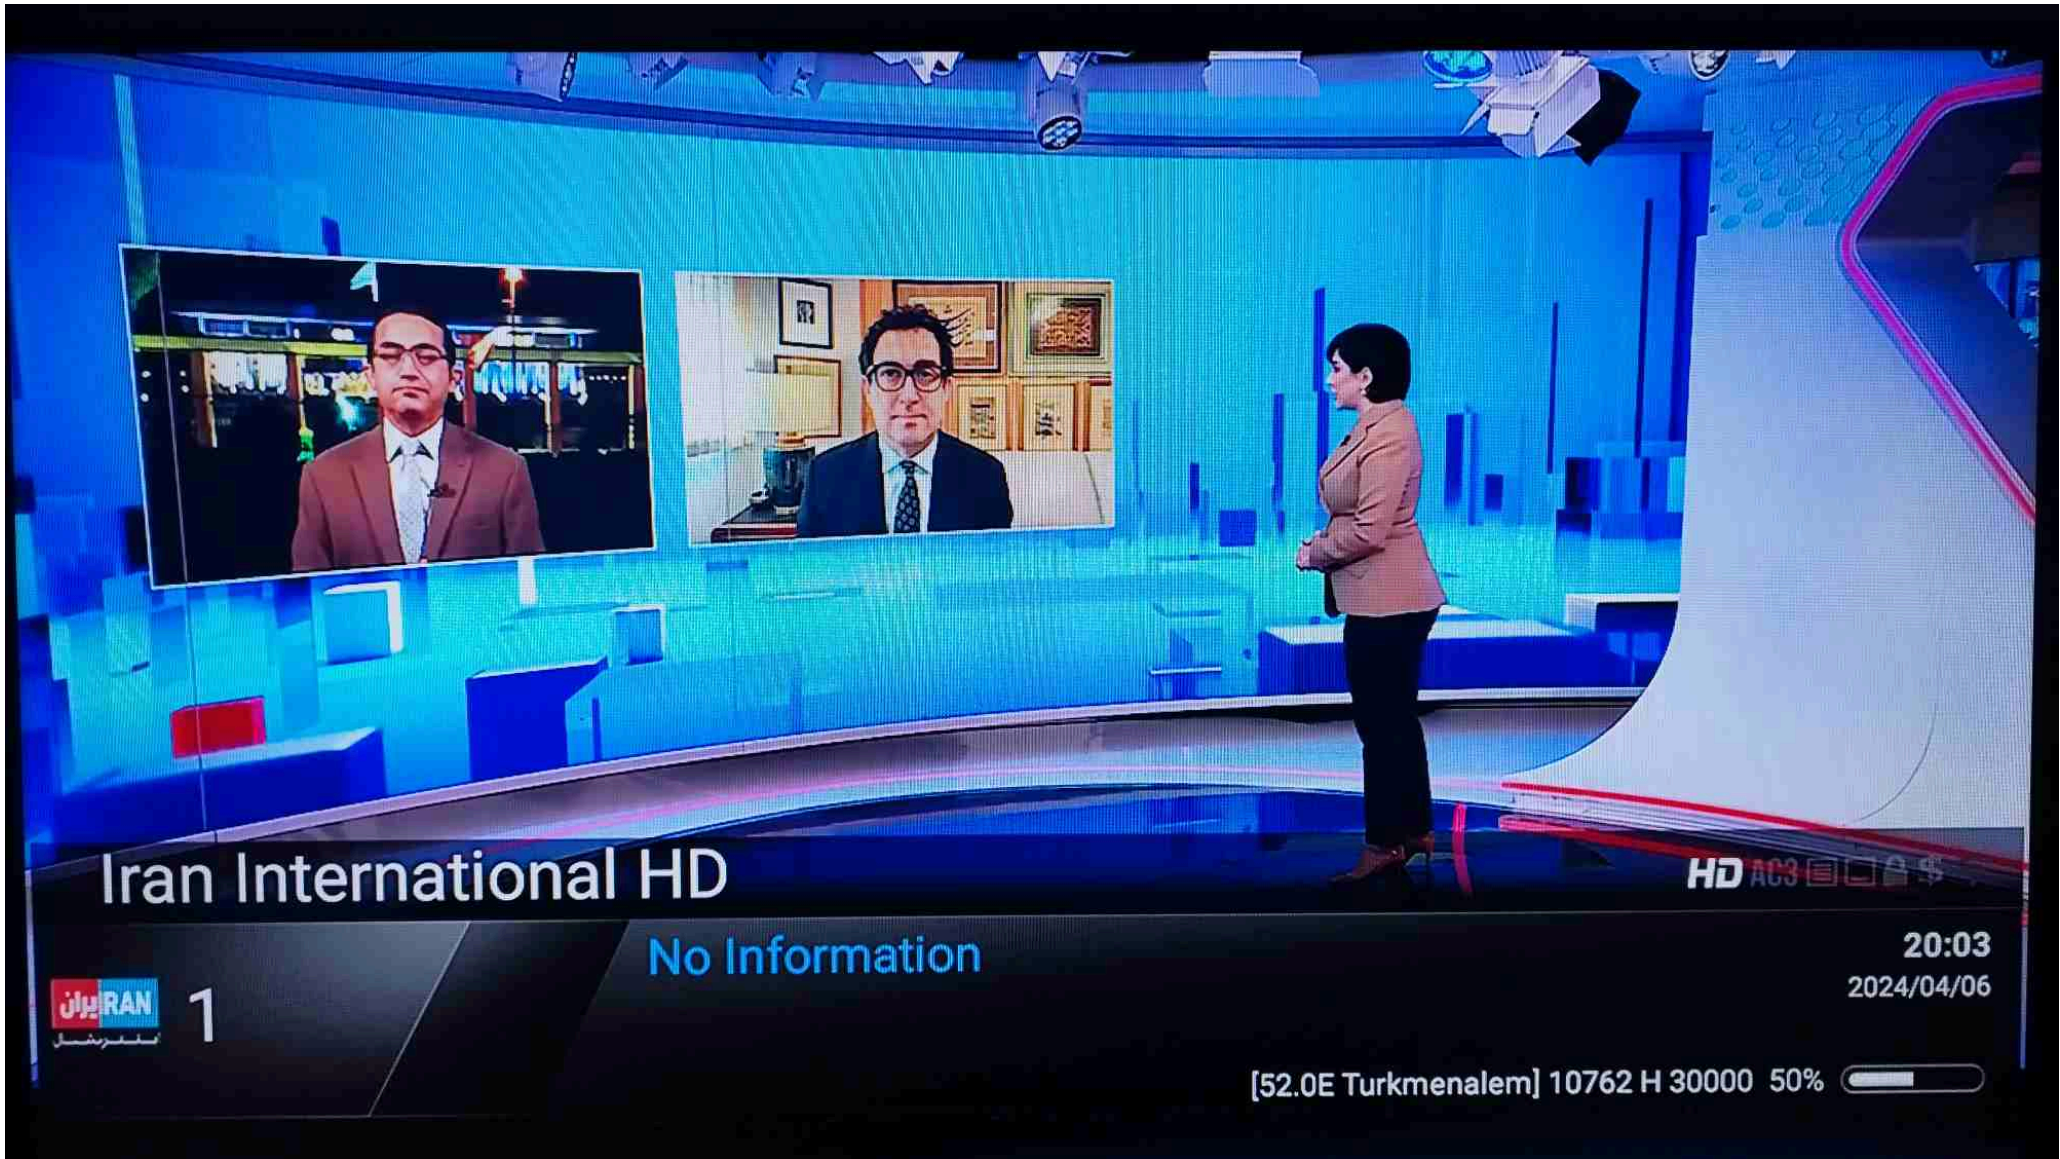 Iran International HD
HD AC3 $
No Information
20:03
2024/04/06
ایران IRAN
اینترنشنال
1
[52.0E Turkmenalem] 10762 H 30000 50%